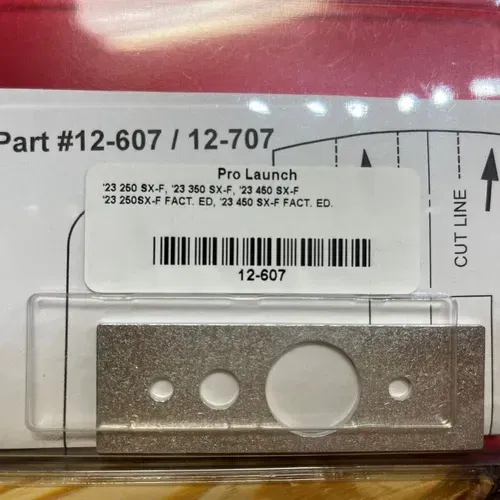 Part #12-607 / 12-707
Pro Launch
'23 250 SX-F, '23 350 SX-F, '23 450 SX-F
'23 250SX-F FACT. ED, '23 450 SX-F FACT. ED.
12-607
CUT LINE